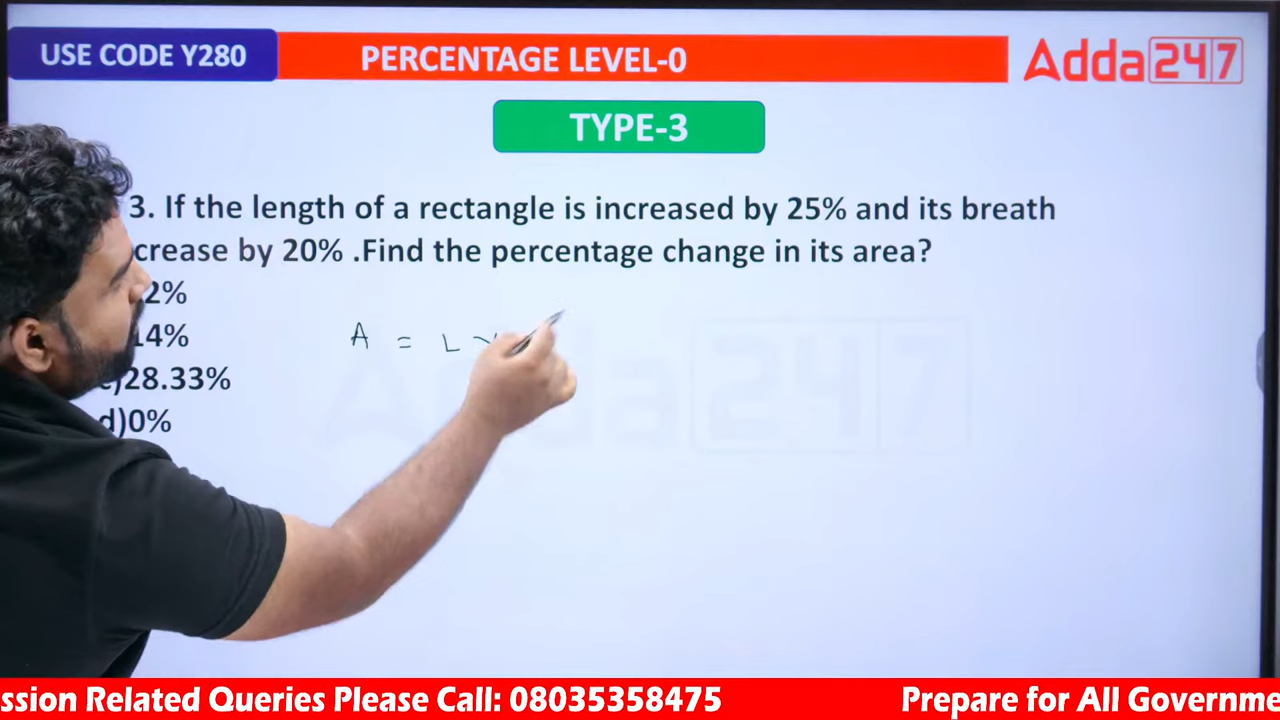 USE CODE Y280
PERCENTAGE LEVEL-0
Adda247
TYPE-3
3. If the length of a rectangle is increased by 25% and its breath
crease by 20% .Find the percentage change in its area?
2%
14%
c)28.33%
d)0%
A = L
Adda247
ssion Related Queries Please Call: 08035358475
Prepare for All Governme